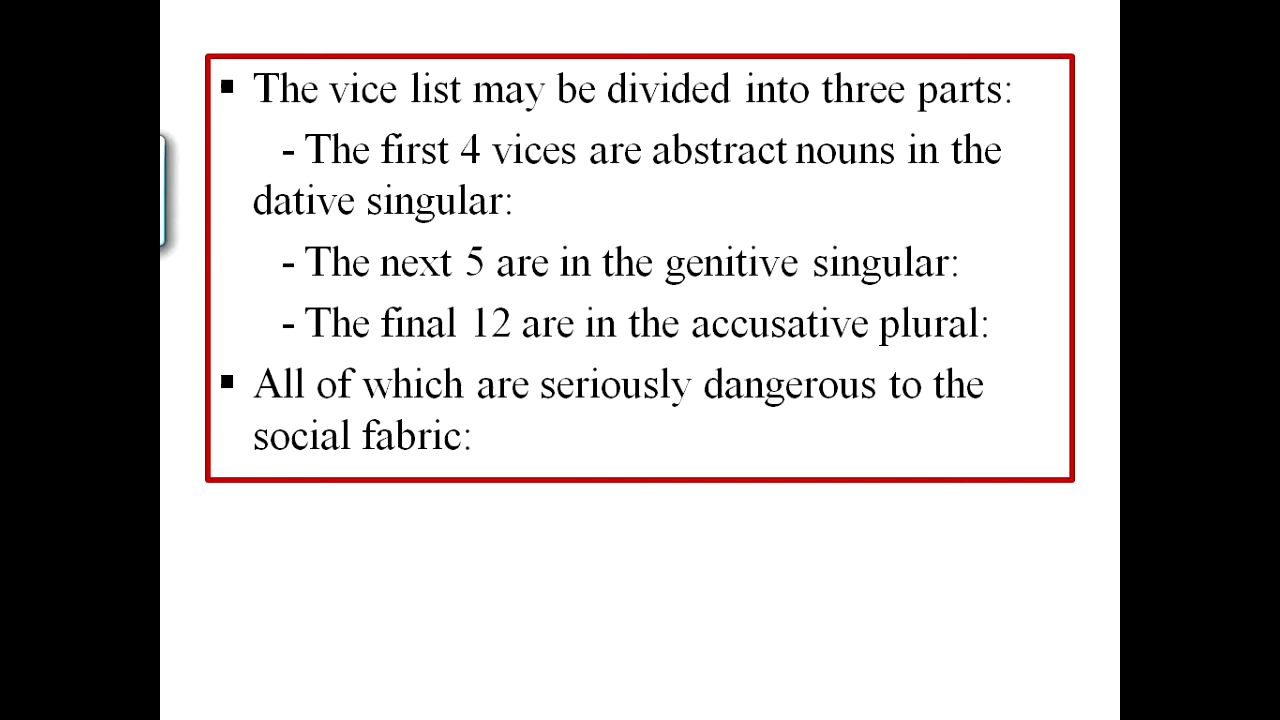 ▪ The vice list may be divided into three parts:
- The first 4 vices are abstract nouns in the
dative singular:
- The next 5 are in the genitive singular:
- The final 12 are in the accusative plural:
▪ All of which are seriously dangerous to the
social fabric: